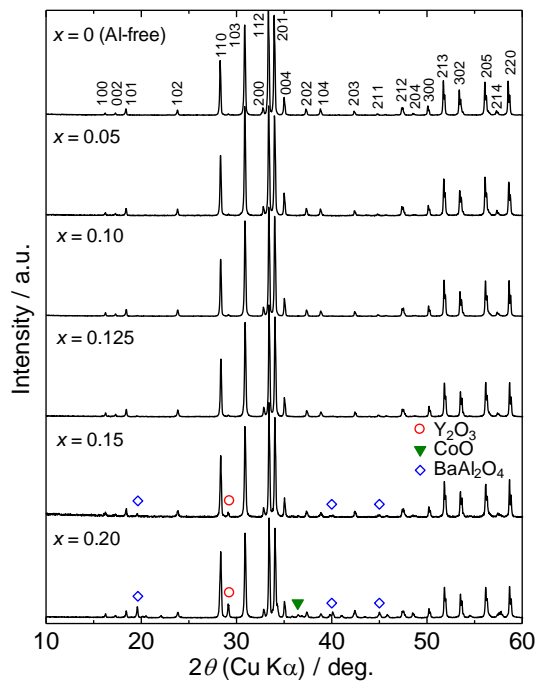 x = 0 (Al-free)
100
002
101
102
110
103
200
112
201
004
202
104
203
211
212
204
300
213
302
205
214
220
x = 0.05
x = 0.10
x = 0.125
x = 0.15
Y₂O₃
CoO
BaAl₂O₄
x = 0.20
Intensity / a.u.
10 20 30 40 50 60
2θ (Cu Kα) / deg.